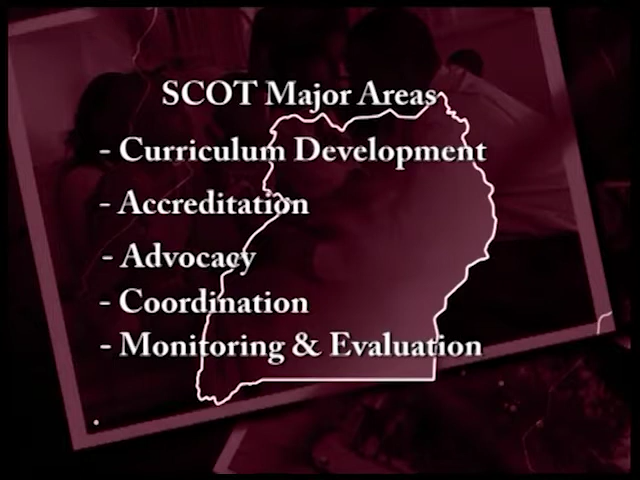 SCOT Major Areas
- Curriculum Development
- Accreditation
- Advocacy
- Coordination
- Monitoring & Evaluation